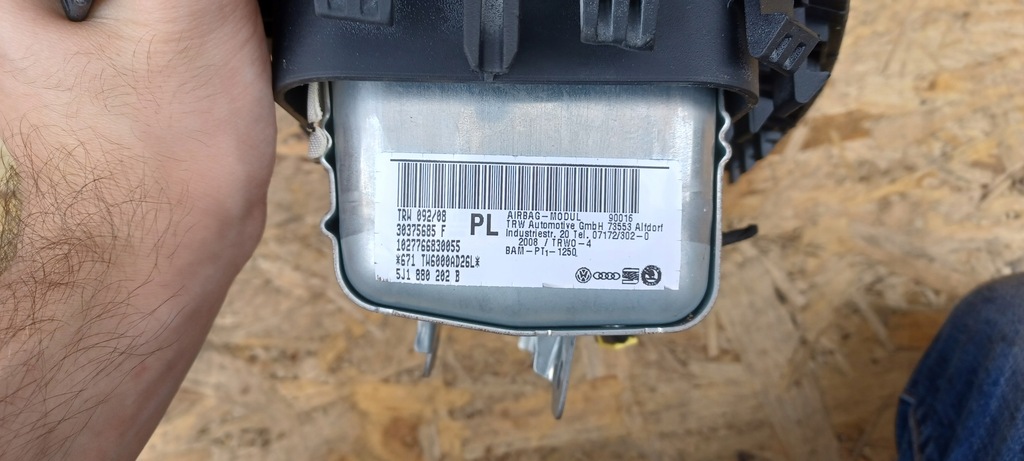 TRW 092/08
30375685 F
1027766830055
*671 TW6000AD26L*
5J1 880 202 B
PL
AIRBAG-MODUL 90016
TRW Automotive GmbH 73553 Alfdorf
Industriestr. 20 Tel. 07172/302-0
2008 / TRWO-4
BAM-PT1-1250